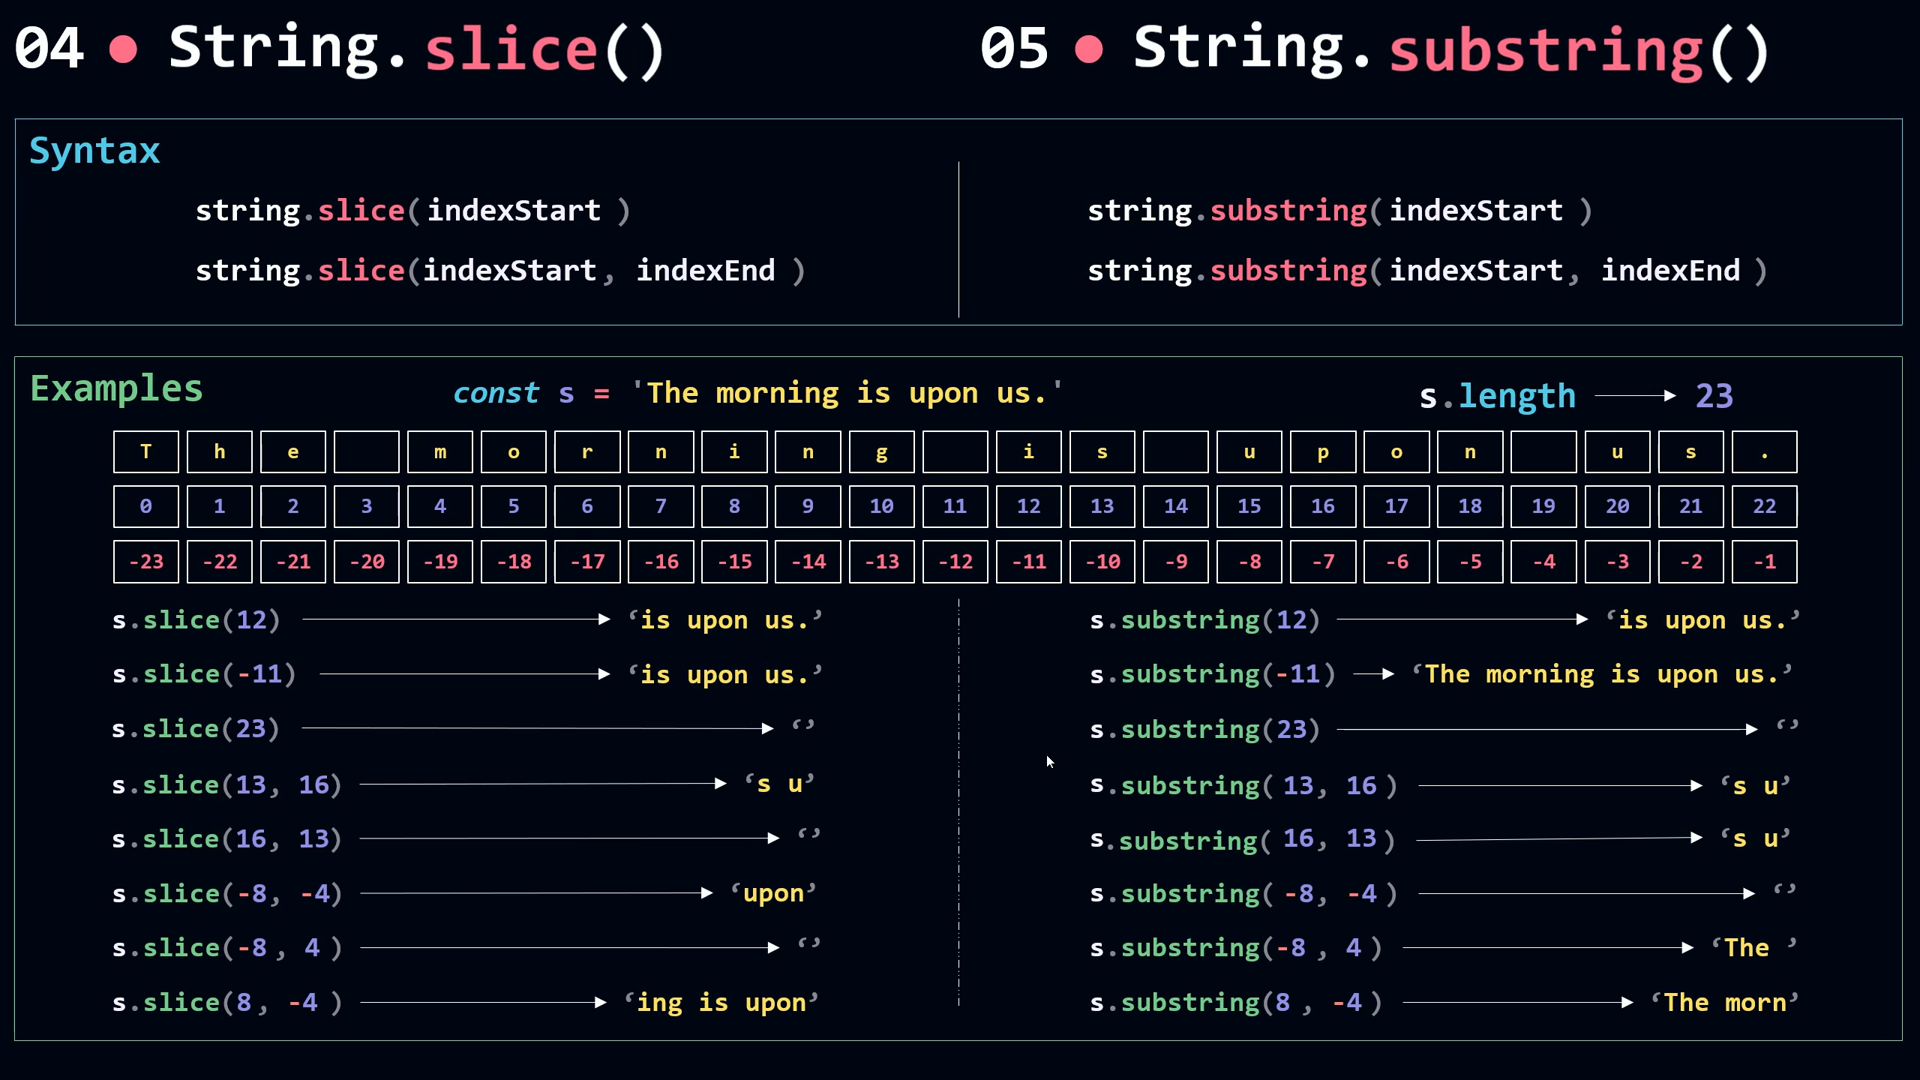 04 • String.slice()
05 • String.substring()
Syntax
string.slice(indexStart )
string.slice(indexStart, indexEnd )
string.substring(indexStart )
string.substring(indexStart, indexEnd )
Examples
const s = 'The morning is upon us.'
s.length → 23
T h e m o r n i n g i s u p o n u s .
0 1 2 3 4 5 6 7 8 9 10 11 12 13 14 15 16 17 18 19 20 21 22
-23 -22 -21 -20 -19 -18 -17 -16 -15 -14 -13 -12 -11 -10 -9 -8 -7 -6 -5 -4 -3 -2 -1
s.slice(12) → ‘is upon us.’
s.slice(-11) → ‘is upon us.’
s.slice(23) → ‘’
s.slice(13, 16) → ‘s u’
s.slice(16, 13) → ‘’
s.slice(-8, -4) → ‘upon’
s.slice(-8 , 4 ) → ‘’
s.slice(8 , -4 ) → ‘ing is upon’
s.substring(12) → ‘is upon us.’
s.substring(-11) → ‘The morning is upon us.’
s.substring(23) → ‘’
s.substring( 13, 16 ) → ‘s u’
s.substring( 16, 13 ) → ‘s u’
s.substring( -8, -4 ) → ‘’
s.substring(-8 , 4 ) → ‘The ’
s.substring(8 , -4 ) → ‘The morn’